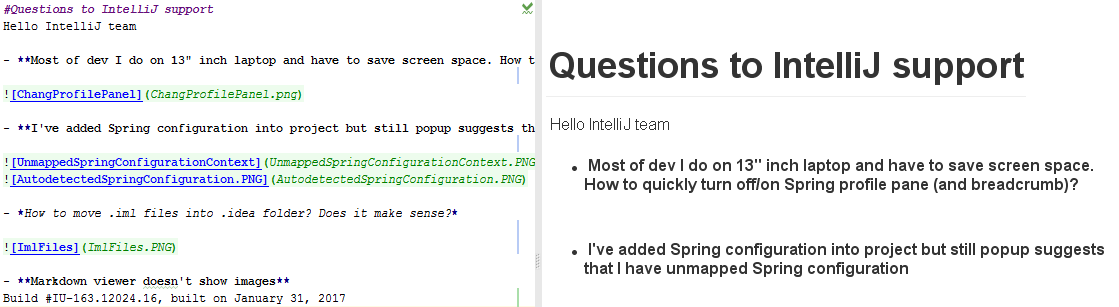 #Questions to IntelliJ support
Hello IntelliJ team
- **Most of dev I do on 13" inch laptop and have to save screen space. How t
![ChangProfilePanel](ChangProfilePanel.png)
- **I've added Spring configuration into project but still popup suggests th
![UnmappedSpringConfigurationContext](UnmappedSpringConfigurationContext.PNG
![AutodetectedSpringConfiguration.PNG](AutodetectedSpringConfiguration.PNG)
- *How to move .iml files into .idea folder? Does it make sense?*
![ImlFiles](ImlFiles.PNG)
- **Markdown viewer doesn't show images**
Build #IU-163.12024.16, built on January 31, 2017
Questions to IntelliJ support
Hello IntelliJ team
• Most of dev I do on 13" inch laptop and have to save screen space.
How to quickly turn off/on Spring profile pane (and breadcrumb)?
• I've added Spring configuration into project but still popup suggests
that I have unmapped Spring configuration